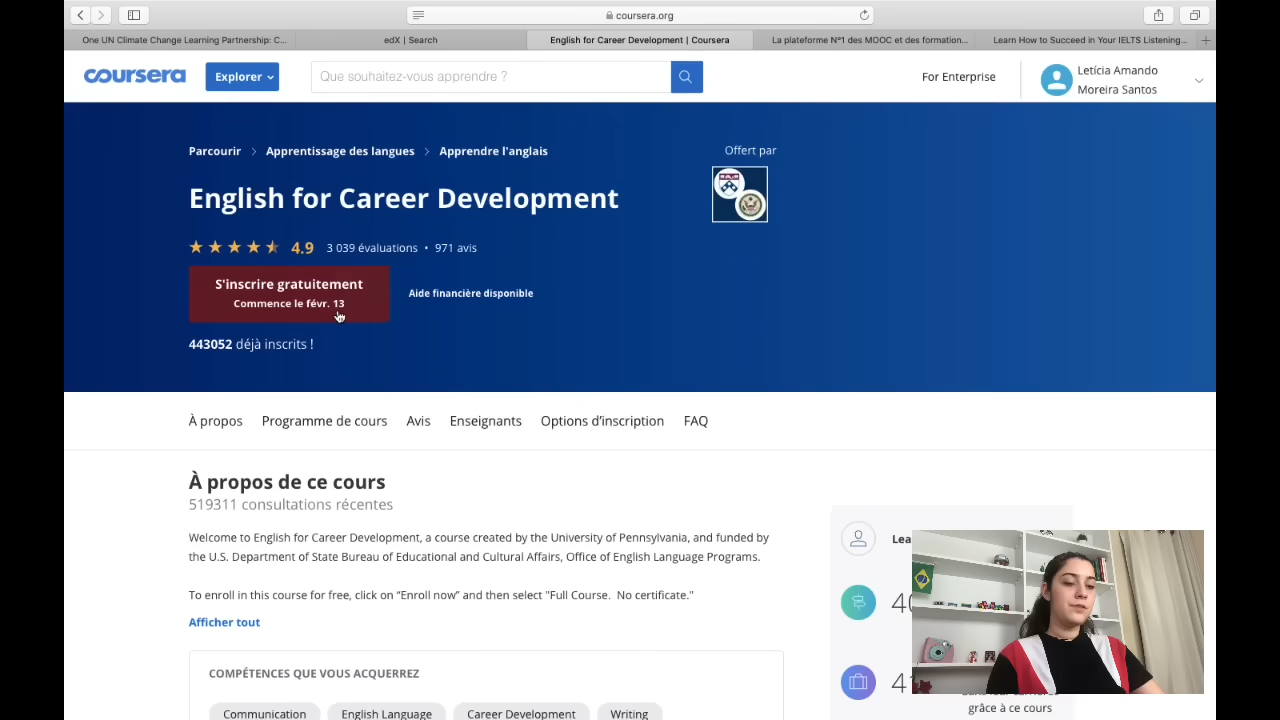 coursera.org
One UN Climate Change Learning Partnership: C...
edX | Search
English for Career Development | Coursera
La plateforme N°1 des MOOC et des formation...
Learn How to Succeed in Your IELTS Listening...
coursera
Explorer
Que souhaitez-vous apprendre ?
For Enterprise
Letícia Amando
Moreira Santos
Parcourir
Apprentissage des langues
Apprendre l'anglais
Offert par
English for Career Development
4.9
3 039 évaluations • 971 avis
S'inscrire gratuitement
Commence le févr. 13
Aide financière disponible
443052 déjà inscrits !
À propos
Programme de cours
Avis
Enseignants
Options d'inscription
FAQ
À propos de ce cours
519311 consultations récentes
Welcome to English for Career Development, a course created by the University of Pennsylvania, and funded by
the U.S. Department of State Bureau of Educational and Cultural Affairs, Office of English Language Programs.
To enroll in this course for free, click on “Enroll now” and then select "Full Course. No certificate."
Afficher tout
COMPÉTENCES QUE VOUS ACQUERREZ
Communication
English Language
Career Development
Writing
grâce à ce cours